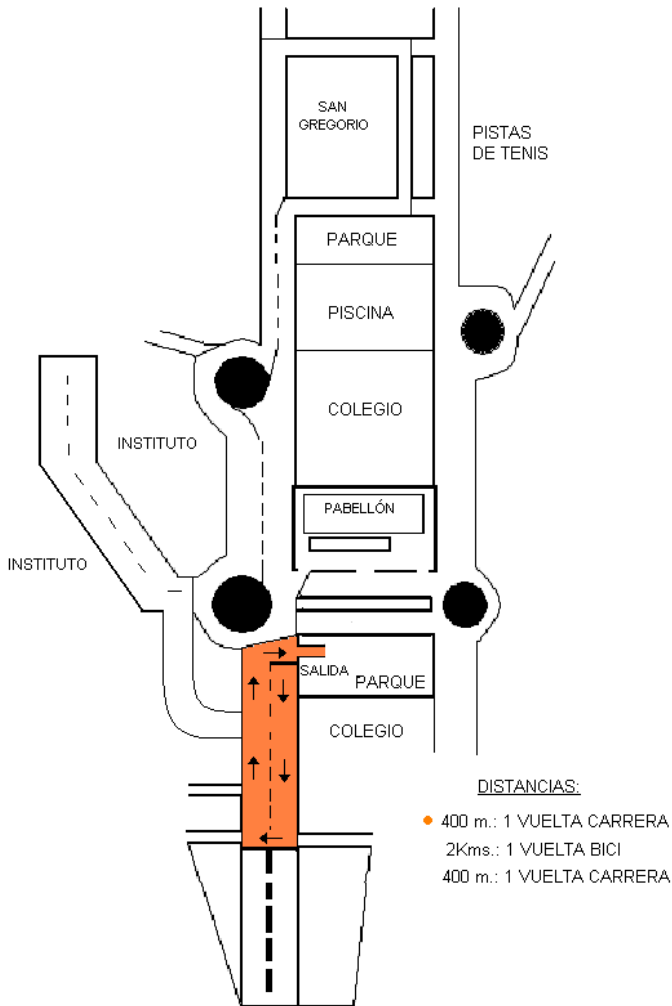 SAN
GREGORIO
PISTAS
DE TENIS
PARQUE
PISCINA
COLEGIO
INSTITUTO
PABELLÓN
INSTITUTO
SALIDA
PARQUE
COLEGIO
DISTANCIAS:
400 m.: 1 VUELTA CARRERA
2Kms.: 1 VUELTA BICI
400 m.: 1 VUELTA CARRERA